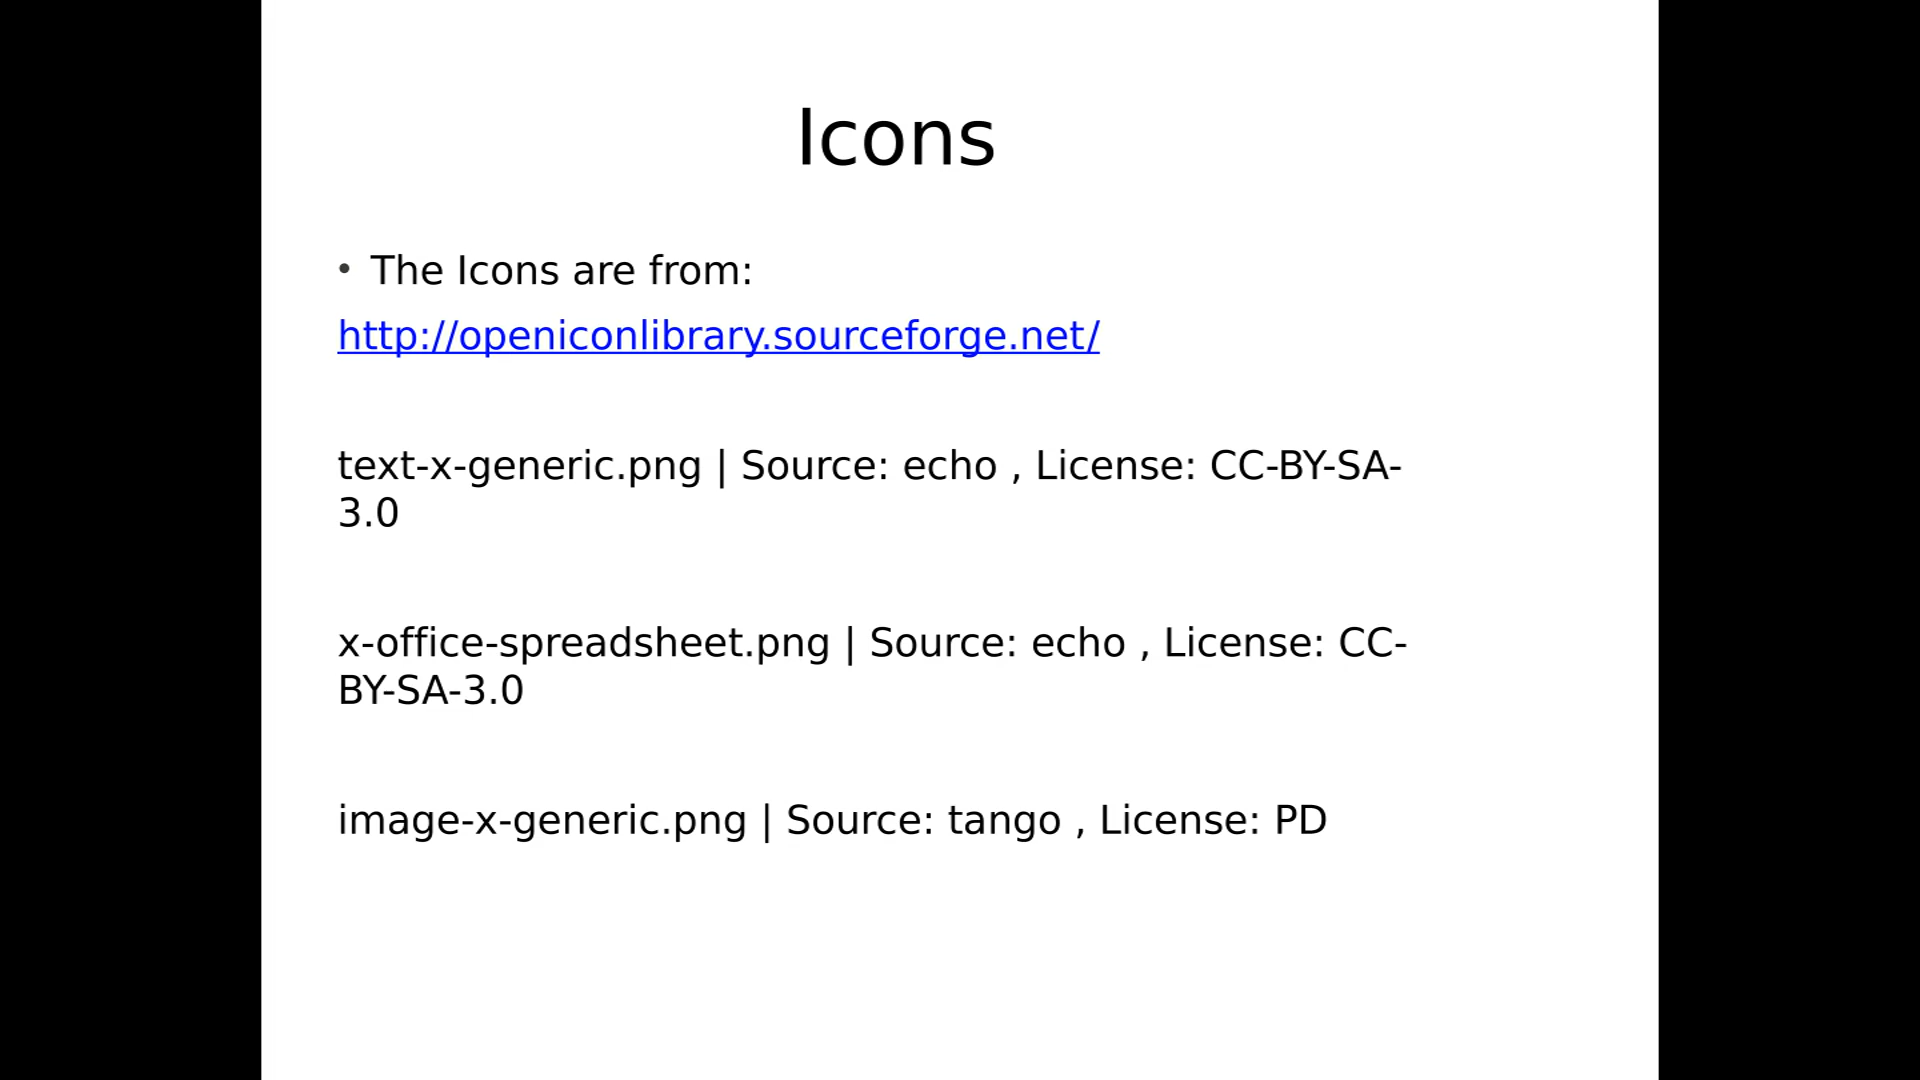 Icons
• The Icons are from:
http://openiconlibrary.sourceforge.net/
text-x-generic.png | Source: echo , License: CC-BY-SA-
3.0
x-office-spreadsheet.png | Source: echo , License: CC-
BY-SA-3.0
image-x-generic.png | Source: tango , License: PD